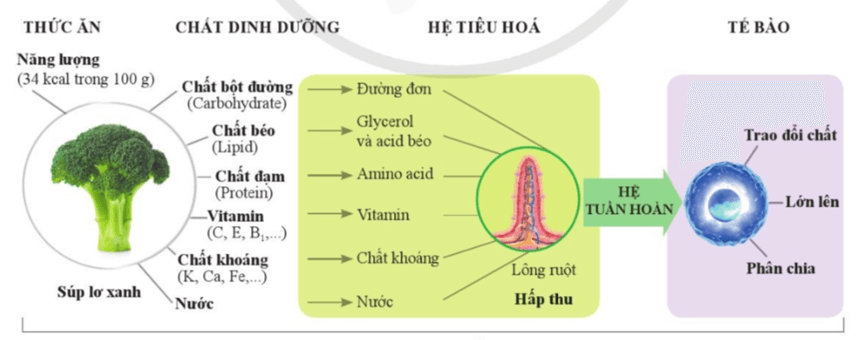 THỨC ĂN
CHẤT DINH DƯỠNG
HỆ TIÊU HOÁ
TẾ BÀO
Năng lượng
(34 kcal trong 100 g)
Chất bột đường
(Carbohydrate)
Chất béo
(Lipid)
Chất đạm
(Protein)
Vitamin
(C, E, B₁,...)
Chất khoáng
(K, Ca, Fe,...)
Nước
Súp lơ xanh
Đường đơn
Glycerol
và acid béo
Amino acid
Vitamin
Chất khoáng
Nước
Lông ruột
Hấp thu
HỆ
TUẦN HOÀN
Trao đổi chất
Lớn lên
Phân chia